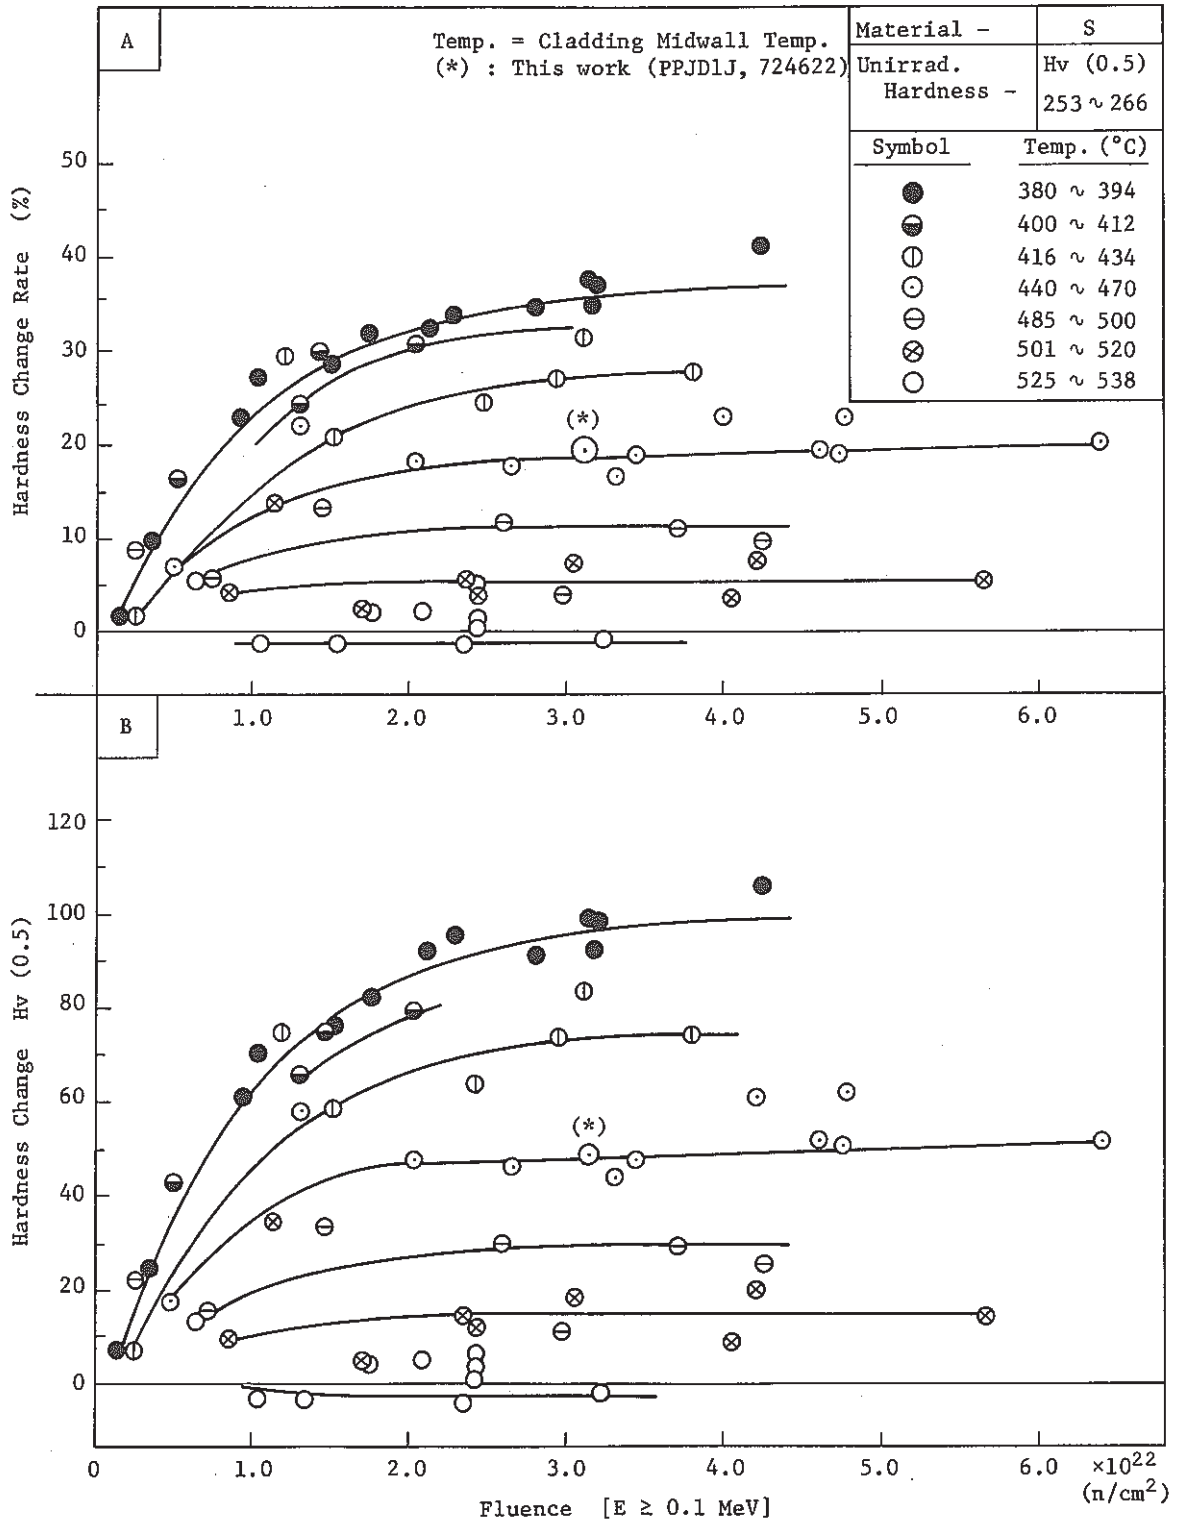 A
Temp. = Cladding Midwall Temp.
(*) : This work (PPJD1J, 724622)
Material - S
Unirrad. Hv (0.5)
Hardness - 253 ~ 266
Symbol Temp. (°C)
380 ~ 394
400 ~ 412
416 ~ 434
440 ~ 470
485 ~ 500
501 ~ 520
525 ~ 538
Hardness Change Rate (%)
50
40
30
20
10
0
(*)
1.0 2.0 3.0 4.0 5.0 6.0
B
Hardness Change Hv (0.5)
120
100
80
60
40
20
0
(*)
0 1.0 2.0 3.0 4.0 5.0 6.0 ×10²²
(n/cm²)
Fluence [E ≥ 0.1 MeV]